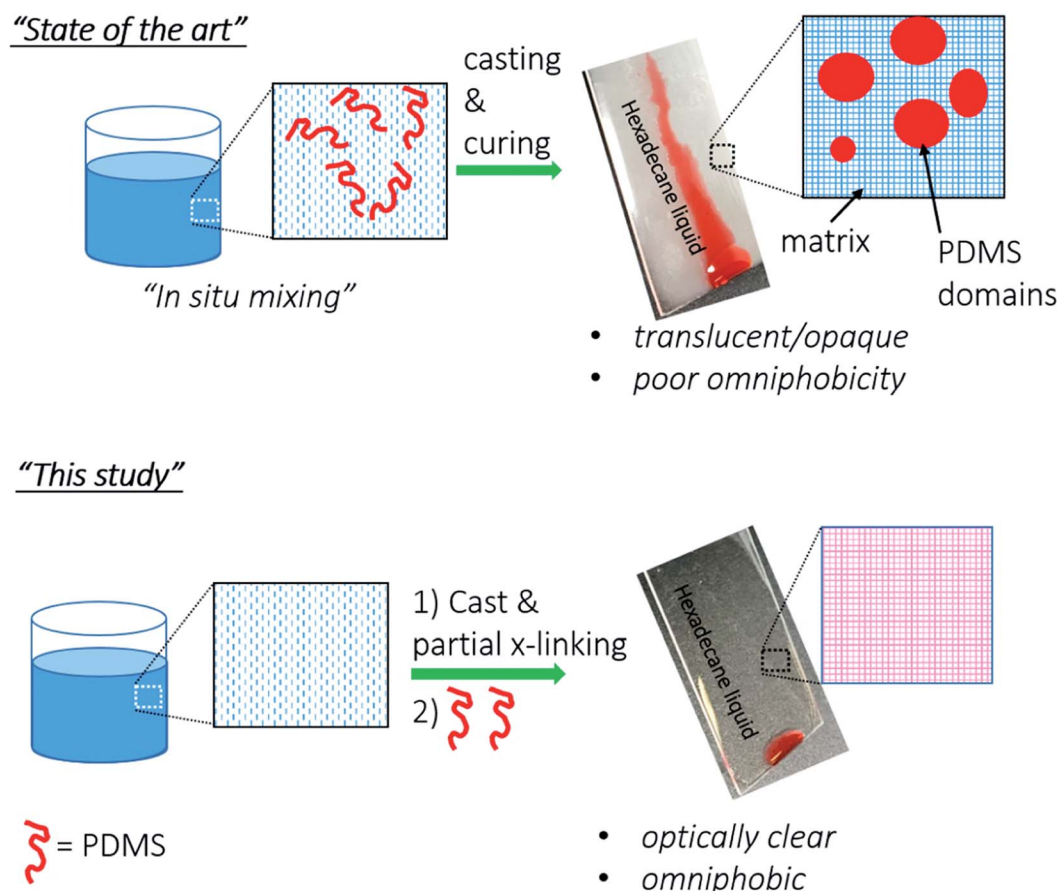 “State of the art”
casting
&
curing
Hexadecane liquid
“In situ mixing”
matrix
PDMS
domains
• translucent/opaque
• poor omniphobicity
“This study”
1) Cast &
partial x-linking
2)
Hexadecane liquid
= PDMS
• optically clear
• omniphobic